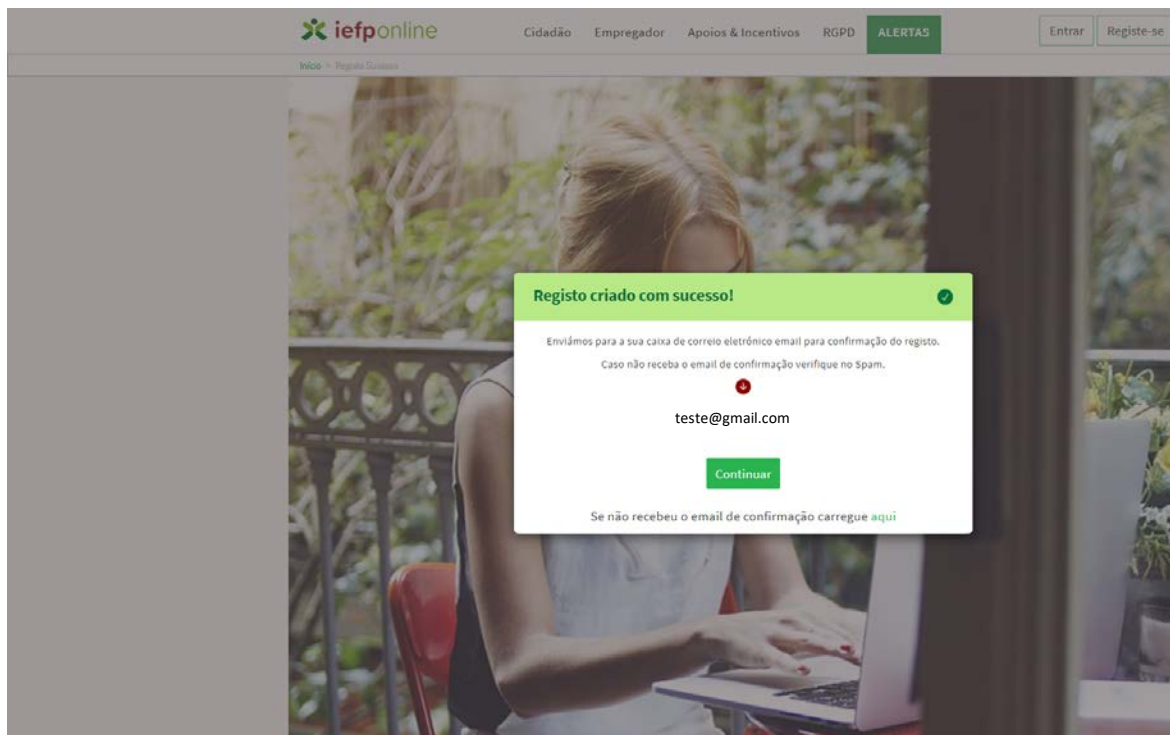 iefponline
Cidadão Empregador Apoios & Incentivos RGPD ALERTAS Entrar Registe-se
Início > Registo Sucesso
Registo criado com sucesso!
Enviámos para a sua caixa de correio eletrónico email para confirmação do registo.
Caso não receba o email de confirmação verifique no Spam.
teste@gmail.com
Continuar
Se não recebeu o email de confirmação carregue aqui